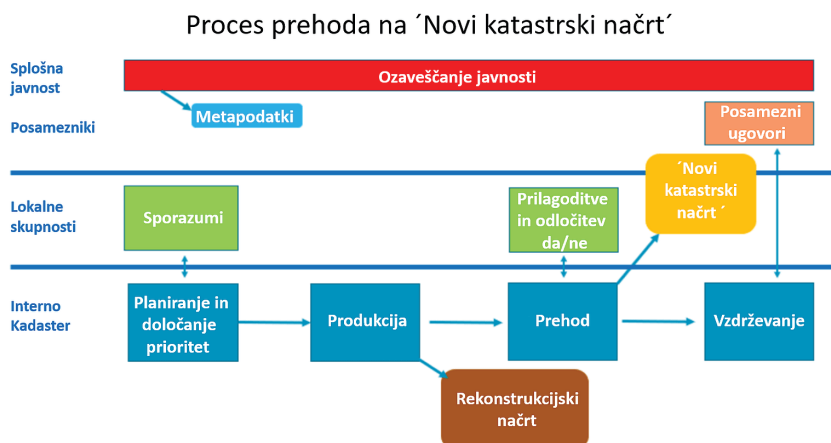 Proces prehoda na ´Novi katastrski načrt´
Splošna
javnost
Ozaveščanje javnosti
Metapodatki
Posamezniki
Posamezni
ugovori
´Novi
katastrski
načrt ´
Lokalne
skupnosti
Sporazumi
Prilagoditve
in odločitev
da/ne
Interno
Kadaster
Planiranje in
določanje
prioritet
Produkcija
Prehod
Vzdrževanje
Rekonstrukcijski
načrt